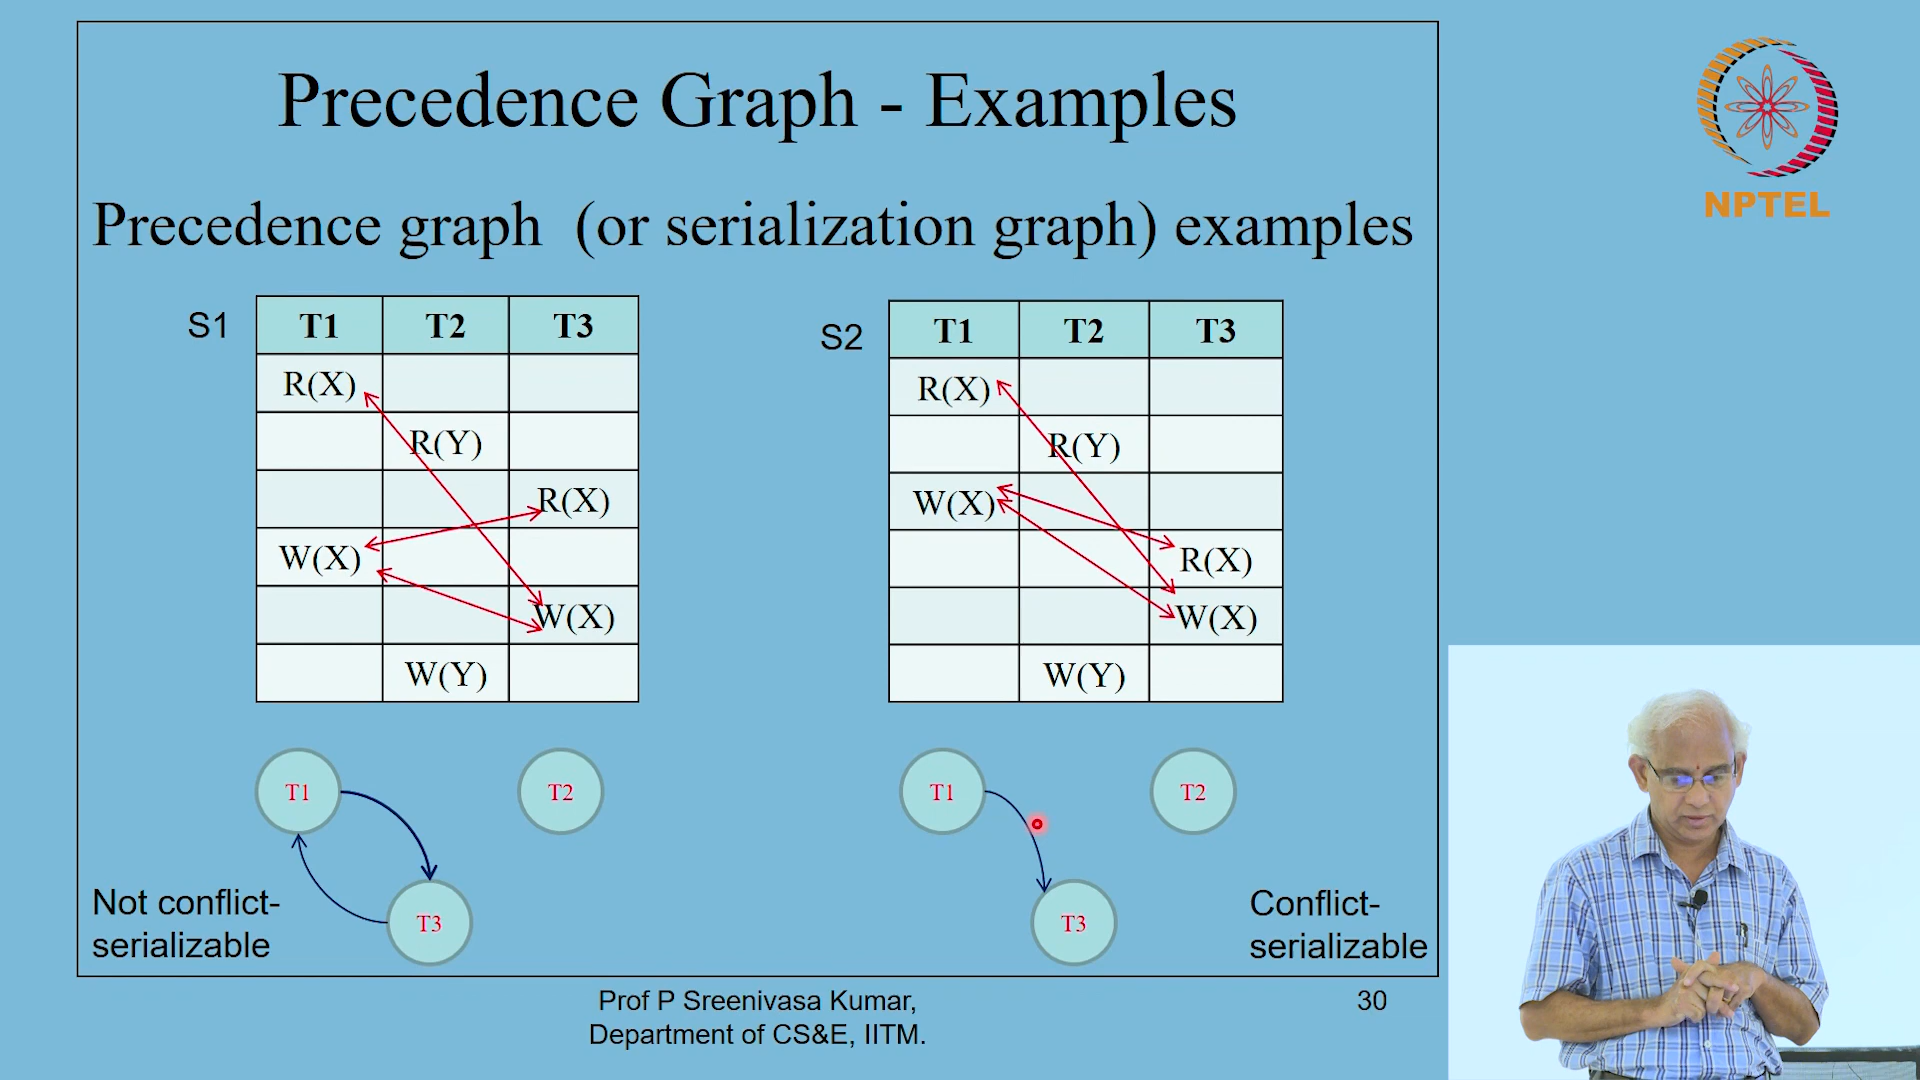 Precedence Graph - Examples
NPTEL
Precedence graph (or serialization graph) examples
S1
T1 T2 T3
R(X)
R(Y)
R(X)
W(X)
W(X)
W(Y)
S2
T1 T2 T3
R(X)
R(Y)
W(X)
R(X)
W(X)
W(Y)
T1
T2
T3
Not conflict-
serializable
T1
T2
T3
Conflict-
serializable
Prof P Sreenivasa Kumar,
Department of CS&E, IITM.
30